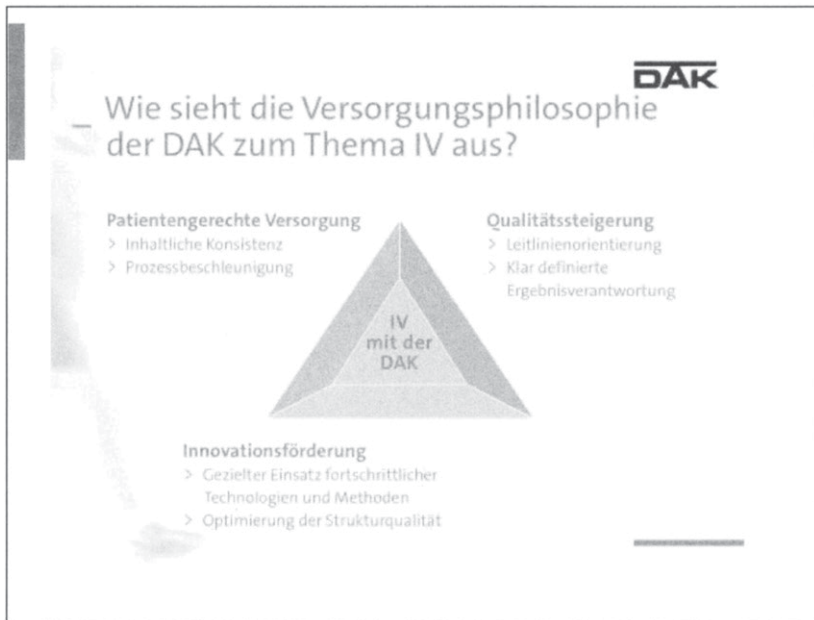 DAK
_ Wie sieht die Versorgungsphilosophie
der DAK zum Thema IV aus?
Patientengerechte Versorgung
> Inhaltliche Konsistenz
> Prozessbeschleunigung
Qualitätssteigerung
> Leitlinienorientierung
> Klar definierte
Ergebnisverantwortung
IV
mit der
DAK
Innovationsförderung
> Gezielter Einsatz fortschrittlicher
Technologien und Methoden
> Optimierung der Strukturqualität